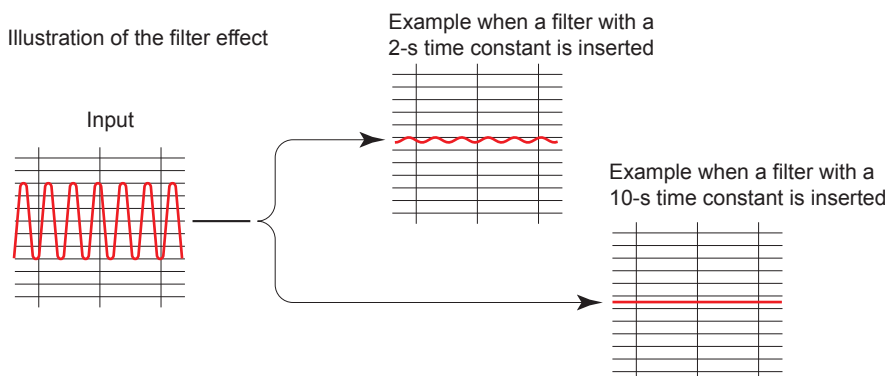 Illustration of the filter effect
Example when a filter with a
2-s time constant is inserted
Input
Example when a filter with a
10-s time constant is inserted